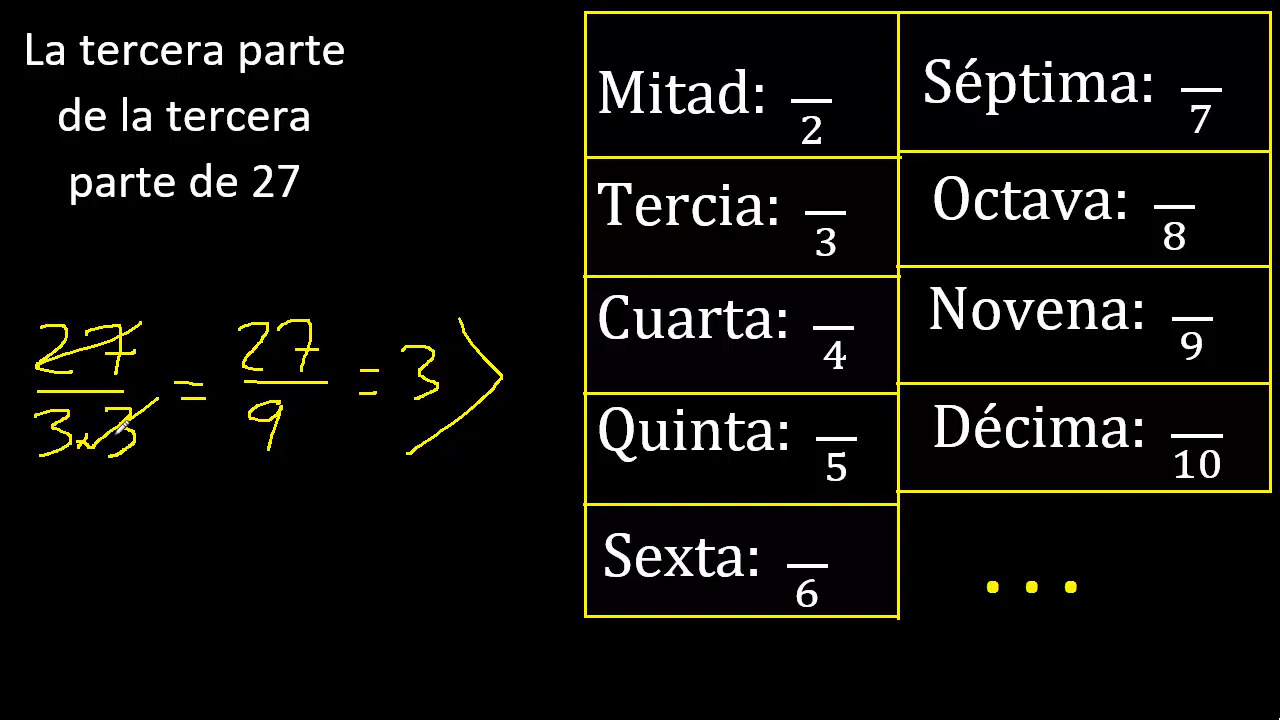 La tercera parte
de la tercera
parte de 27
27/3×3 = 27/9 = 3
Mitad: —/2
Tercia: —/3
Cuarta: —/4
Quinta: —/5
Sexta: —/6
Séptima: —/7
Octava: —/8
Novena: —/9
Décima: —/10
...